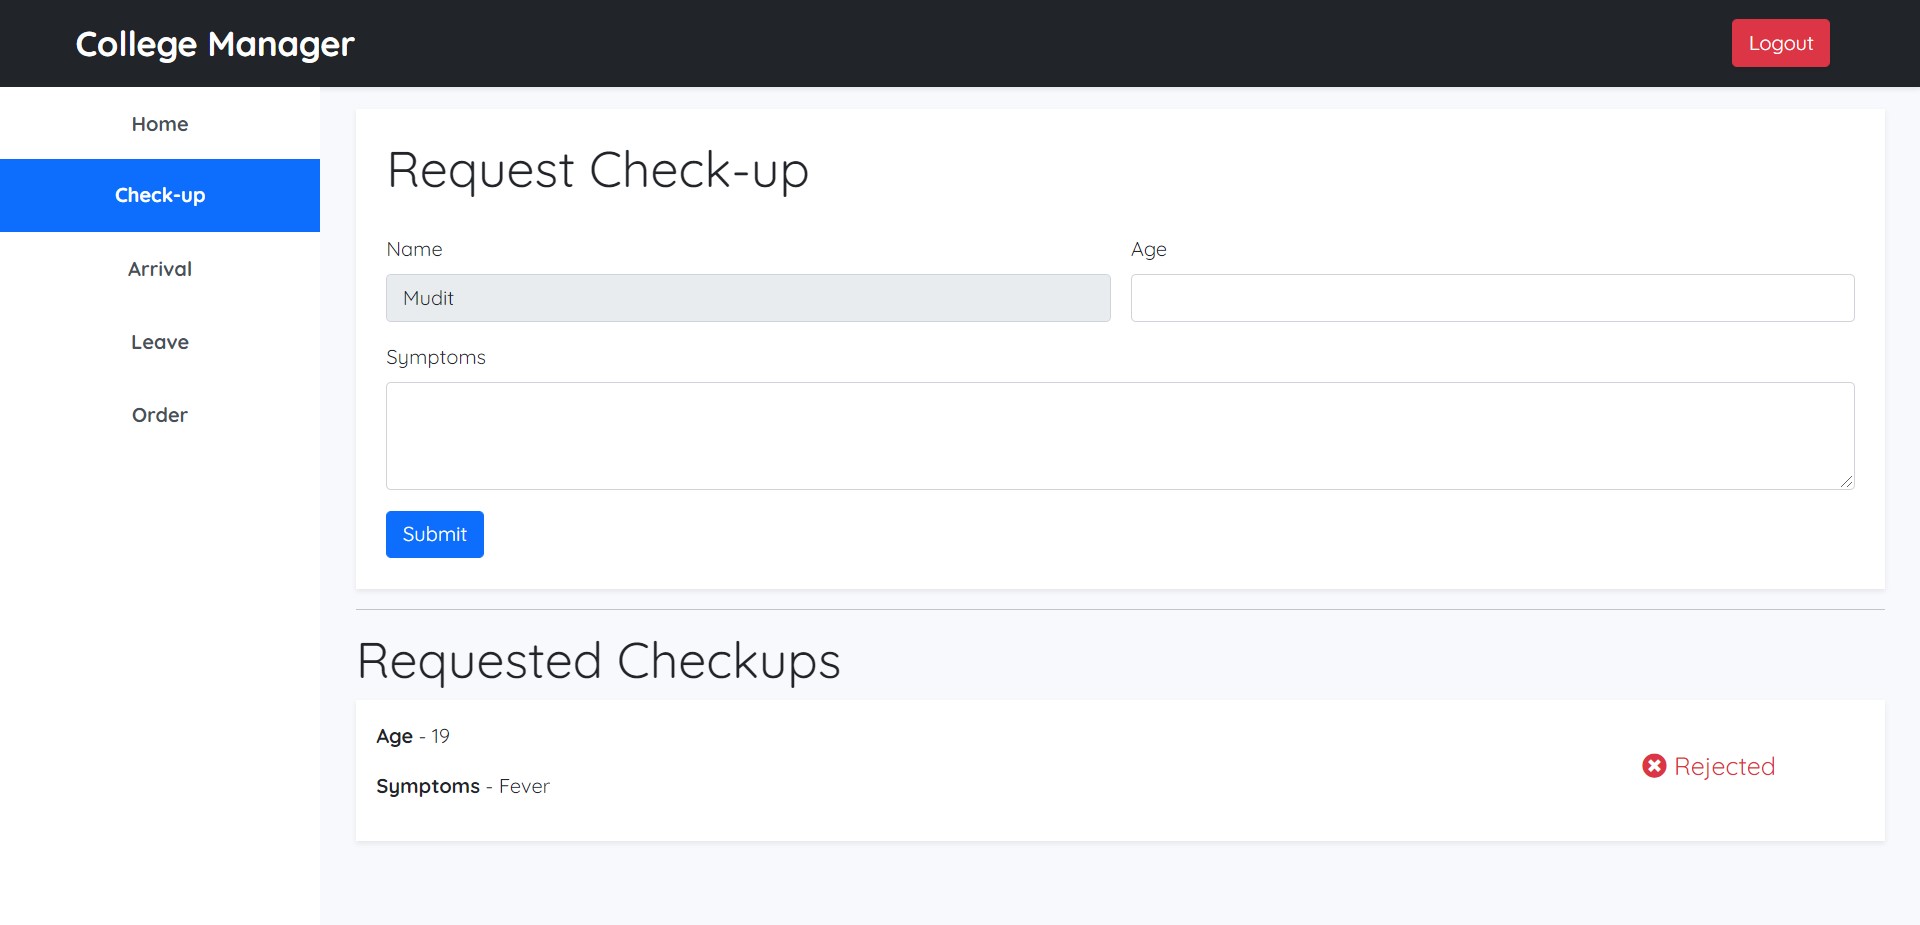 College Manager
Logout
Home
Check-up
Arrival
Leave
Order
Request Check-up
Name
Age
Mudit
Symptoms
Submit
Requested Checkups
Age - 19
Symptoms - Fever
Rejected